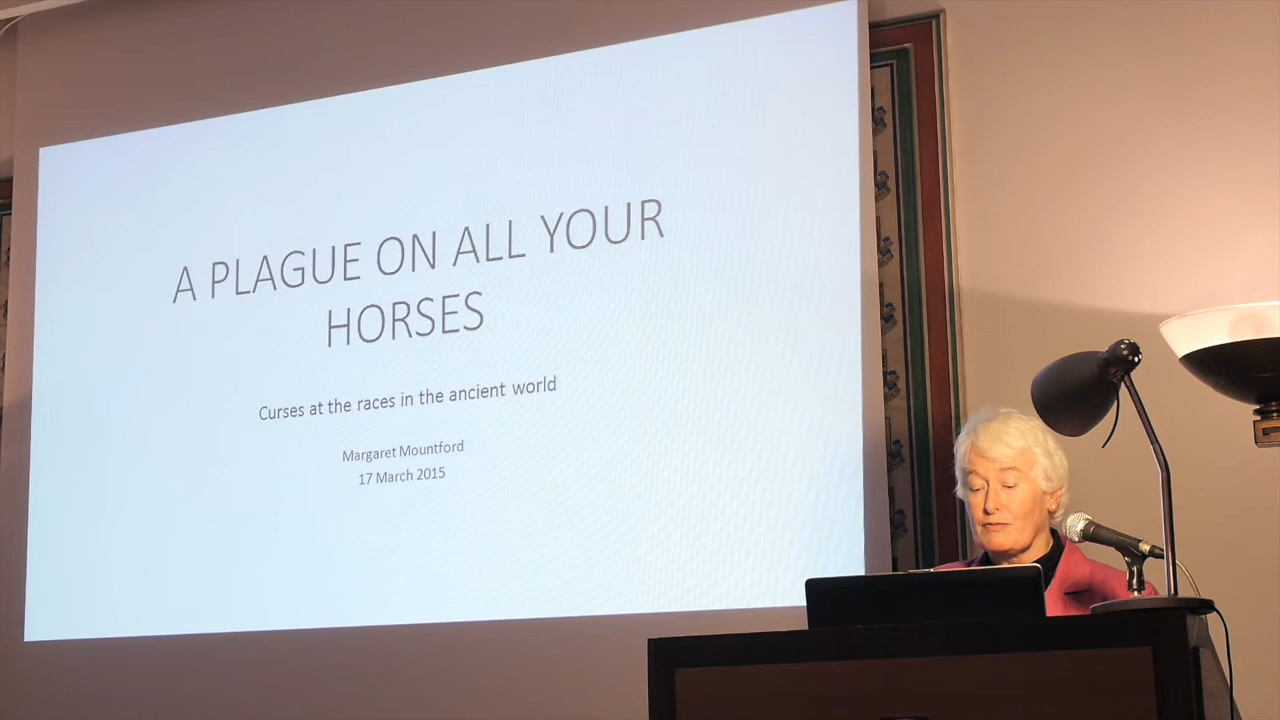 A PLAGUE ON ALL YOUR
HORSES
Curses at the races in the ancient world
Margaret Mountford
17 March 2015